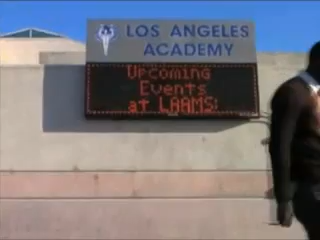 LOS ANGELES
ACADEMY
Upcoming
Events
at LAAMS: